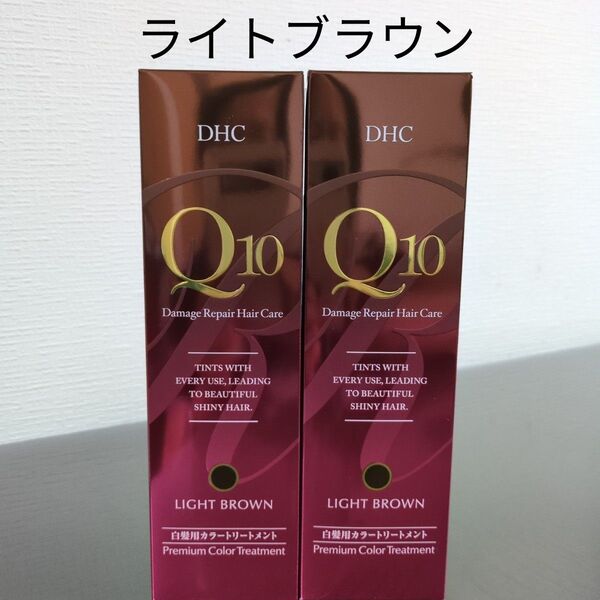 ライトブラウン
DHC
Q10
Damage Repair Hair Care
TINTS WITH
EVERY USE, LEADING
TO BEAUTIFUL
SHINY HAIR.
LIGHT BROWN
白髪用カラートリートメント
Premium Color Treatment
DHC
Q10
Damage Repair Hair Care
TINTS WITH
EVERY USE, LEADING
TO BEAUTIFUL
SHINY HAIR.
LIGHT BROWN
白髪用カラートリートメント
Premium Color Treatment